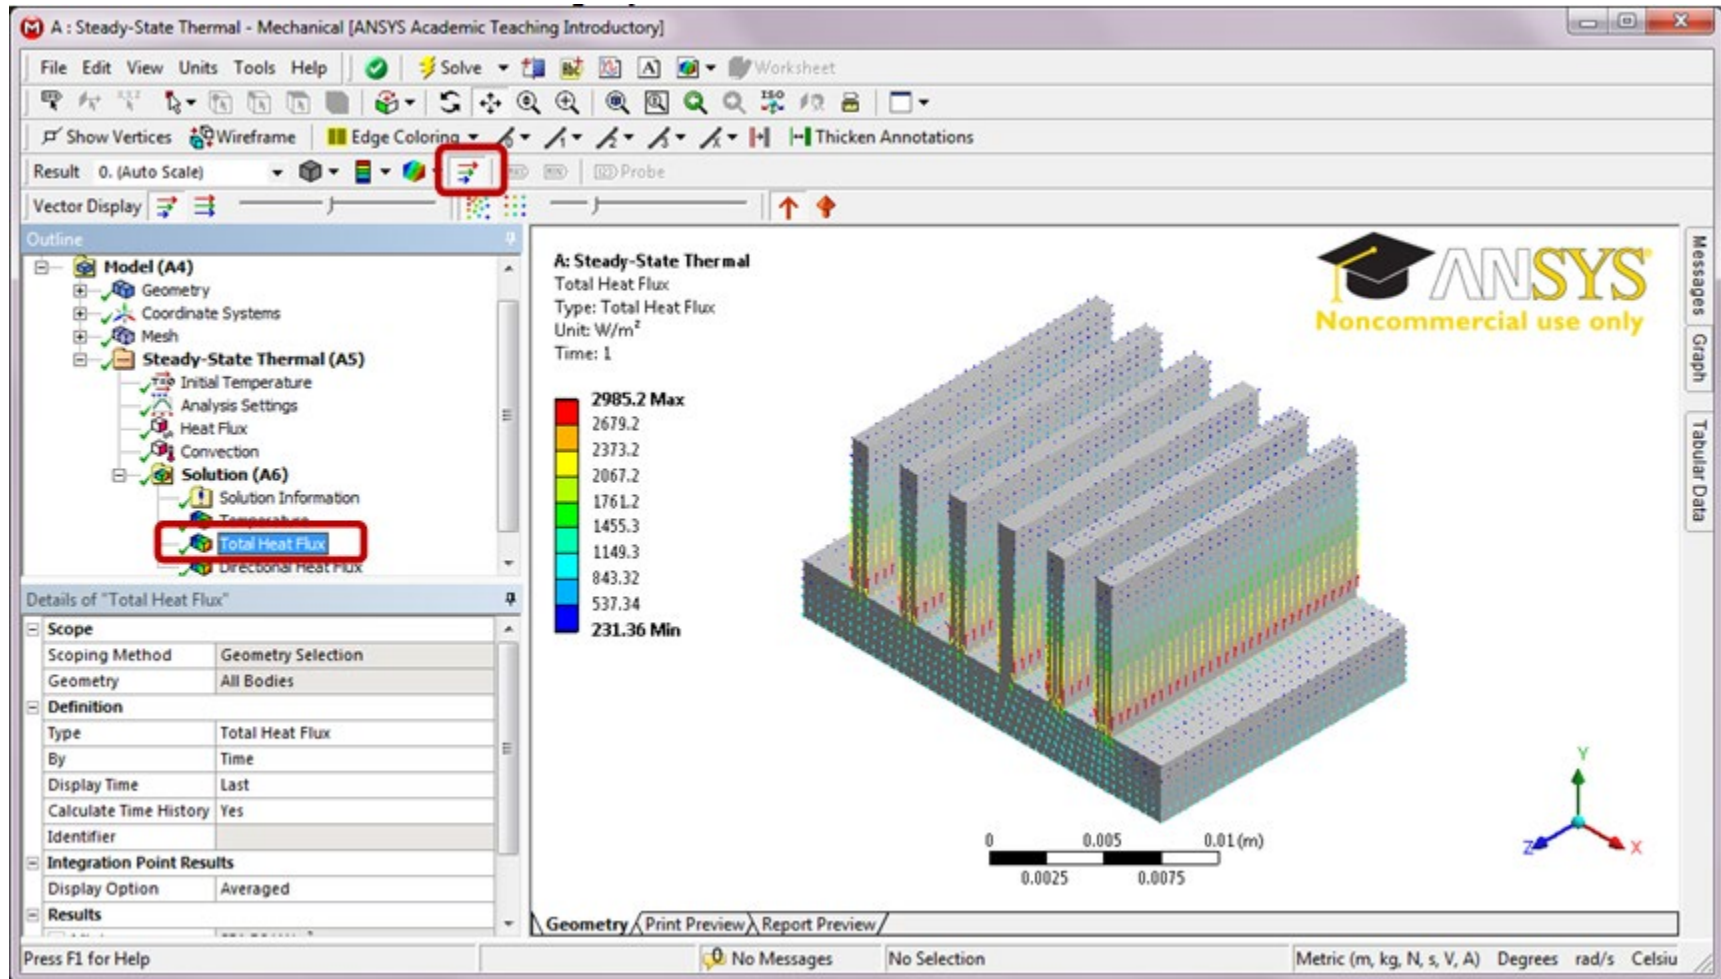 A : Steady-State Thermal - Mechanical [ANSYS Academic Teaching Introductory]
File Edit View Units Tools Help Solve Worksheet
ISO
Show Vertices Wireframe Edge Coloring Thicken Annotations
Result 0. (Auto Scale) Probe
Vector Display
Outline
Model (A4)
Geometry
Coordinate Systems
Mesh
Steady-State Thermal (A5)
Initial Temperature
Analysis Settings
Heat Flux
Convection
Solution (A6)
Solution Information
Temperature
Total Heat Flux
Directional Heat Flux
Details of "Total Heat Flux"
Scope
Scoping Method Geometry Selection
Geometry All Bodies
Definition
Type Total Heat Flux
By Time
Display Time Last
Calculate Time History Yes
Identifier
Integration Point Results
Display Option Averaged
Results
A: Steady-State Thermal
Total Heat Flux
Type: Total Heat Flux
Unit: W/m²
Time: 1
2985.2 Max
2679.2
2373.2
2067.2
1761.2
1455.3
1149.3
843.32
537.34
231.36 Min
ANSYS
Noncommercial use only
0 0.005 0.01 (m)
0.0025 0.0075
Y
Z X
Messages
Graph
Tabular Data
Geometry Print Preview Report Preview
Press F1 for Help
0 No Messages No Selection Metric (m, kg, N, s, V, A) Degrees rad/s Celsiu